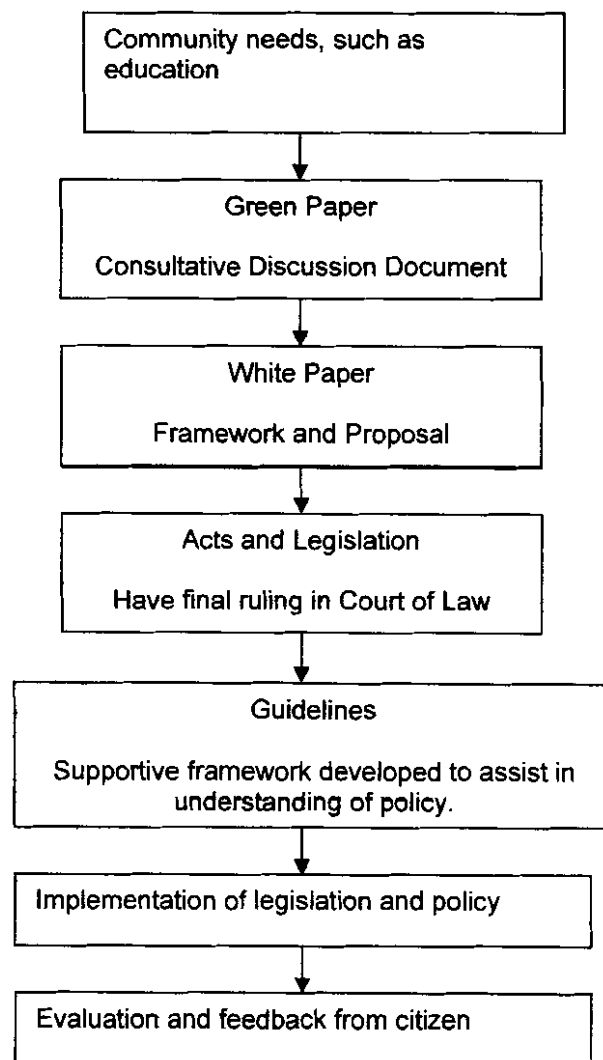 Community needs, such as
education
Green Paper
Consultative Discussion Document
White Paper
Framework and Proposal
Acts and Legislation
Have final ruling in Court of Law
Guidelines
Supportive framework developed to assist in
understanding of policy.
Implementation of legislation and policy
Evaluation and feedback from citizen